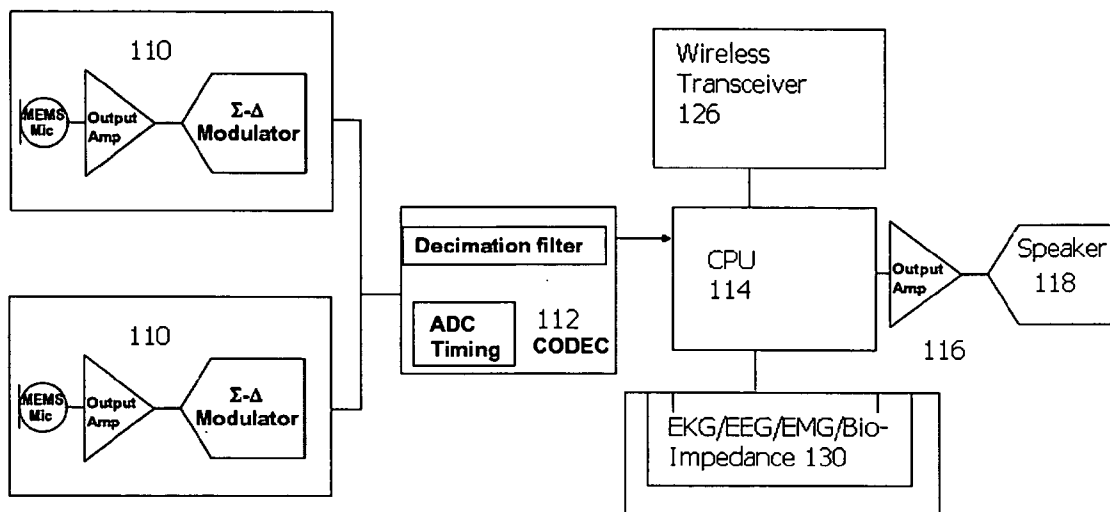 110
MEMS
Mic
Output
Amp
Σ-Δ
Modulator
110
MEMS
Mic
Output
Amp
Σ-Δ
Modulator
Decimation filter
ADC
Timing
112
CODEC
Wireless
Transceiver
126
CPU
114
Output
Amp
116
Speaker
118
EKG/EEG/EMG/Bio-
Impedance 130